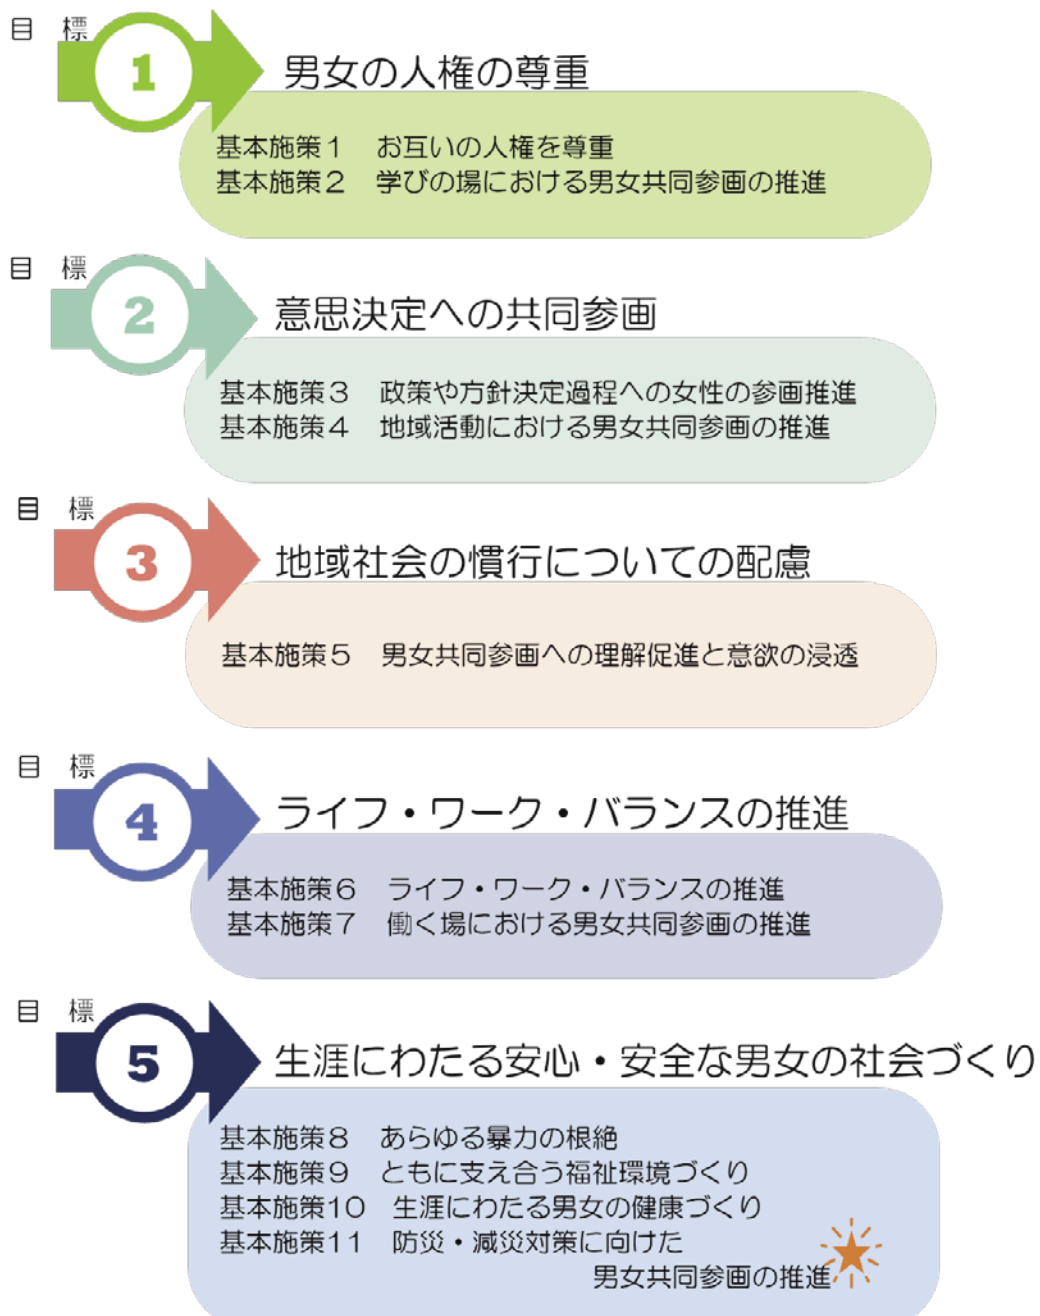 目　標
1
男女の人権の尊重
基本施策１　お互いの人権を尊重
基本施策２　学びの場における男女共同参画の推進
目　標
2
意思決定への共同参画
基本施策３　政策や方針決定過程への女性の参画推進
基本施策４　地域活動における男女共同参画の推進
目　標
3
地域社会の慣行についての配慮
基本施策５　男女共同参画への理解促進と意欲の浸透
目　標
4
ライフ・ワーク・バランスの推進
基本施策６　ライフ・ワーク・バランスの推進
基本施策７　働く場における男女共同参画の推進
目　標
5
生涯にわたる安心・安全な男女の社会づくり
基本施策８　あらゆる暴力の根絶
基本施策９　ともに支え合う福祉環境づくり
基本施策10　生涯にわたる男女の健康づくり
基本施策11　防災・減災対策に向けた
男女共同参画の推進